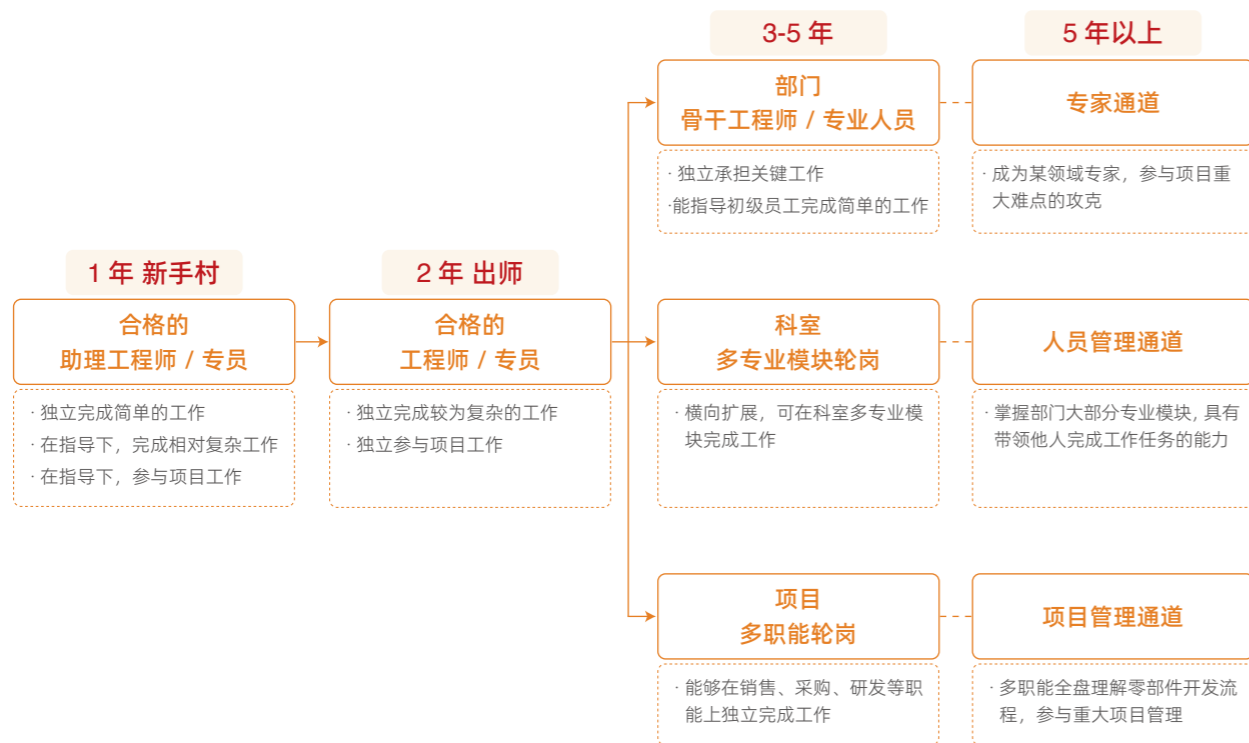 1 年 新手村
合格的
助理工程师 / 专员
· 独立完成简单的工作
· 在指导下，完成相对复杂工作
· 在指导下，参与项目工作
2 年 出师
合格的
工程师 / 专员
· 独立完成较为复杂的工作
· 独立参与项目工作
3-5 年
部门
骨干工程师 / 专业人员
· 独立承担关键工作
·能指导初级员工完成简单的工作
科室
多专业模块轮岗
· 横向扩展，可在科室多专业模
块完成工作
项目
多职能轮岗
· 能够在销售、采购、研发等职
能上独立完成工作
5 年以上
专家通道
· 成为某领域专家，参与项目重
大难点的攻克
人员管理通道
· 掌握部门大部分专业模块，具有
带领他人完成工作任务的能力
项目管理通道
· 多职能全盘理解零部件开发流
程，参与重大项目管理